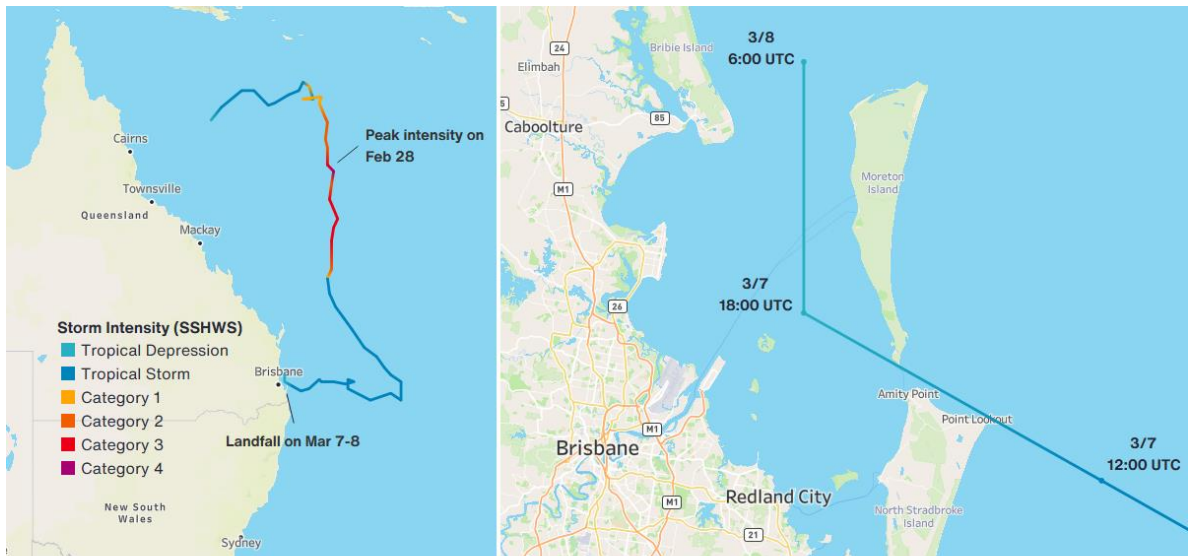 Cairns
Townsville
Queensland
Mackay
Peak intensity on
Feb 28
Storm Intensity (SSHWS)
Tropical Depression
Tropical Storm
Category 1
Category 2
Category 3
Category 4
Brisbane
Landfall on Mar 7-8
New South
Wales
Sydney
3/8
6:00 UTC
Bribie Island
24
Elimbah
85
Caboolture
M1
Moreton
Island
3/7
18:00 UTC
26
Amity Point
Point Lookout
M1
Brisbane
3/7
12:00 UTC
Redland City
North Stradbroke
Island
M1
21